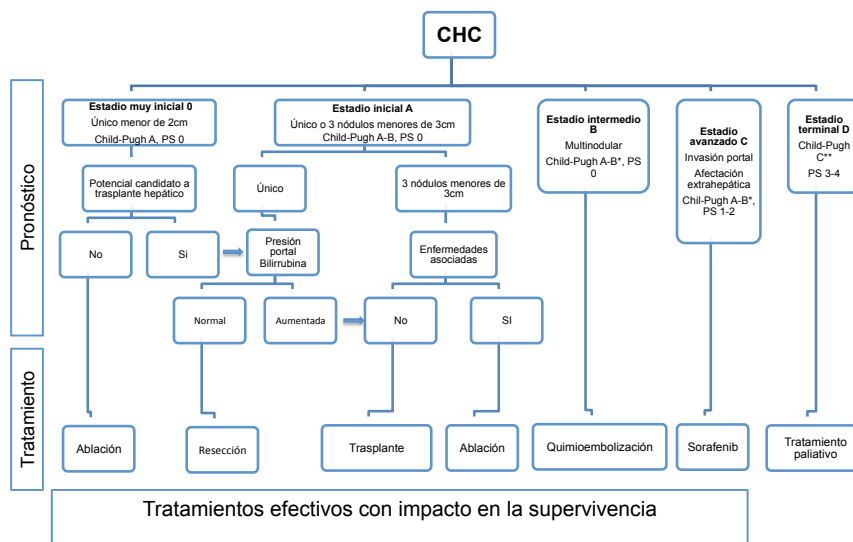 CHC
Pronóstico
Estadio muy inicial 0
Único menor de 2cm
Child-Pugh A, PS 0
Estadio inicial A
Único o 3 nódulos menores de 3cm
Child-Pugh A-B, PS 0
Estadio intermedio
B
Multinodular
Child-Pugh A-B*, PS
0
Estadio
avanzado C
Invasión portal
Afectación
extrahepática
Chil-Pugh A-B*,
PS 1-2
Estadio
terminal D
Child-Pugh
C**
PS 3-4
Potencial candidato a
trasplante hepático
Único
3 nódulos menores de
3cm
No
Si
Presión
portal
Bilirrubina
Enfermedades
asociadas
Normal
Aumentada
No
SI
Tratamiento
Ablación
Resección
Trasplante
Ablación
Quimioembolización
Sorafenib
Tratamiento
paliativo
Tratamientos efectivos con impacto en la supervivencia